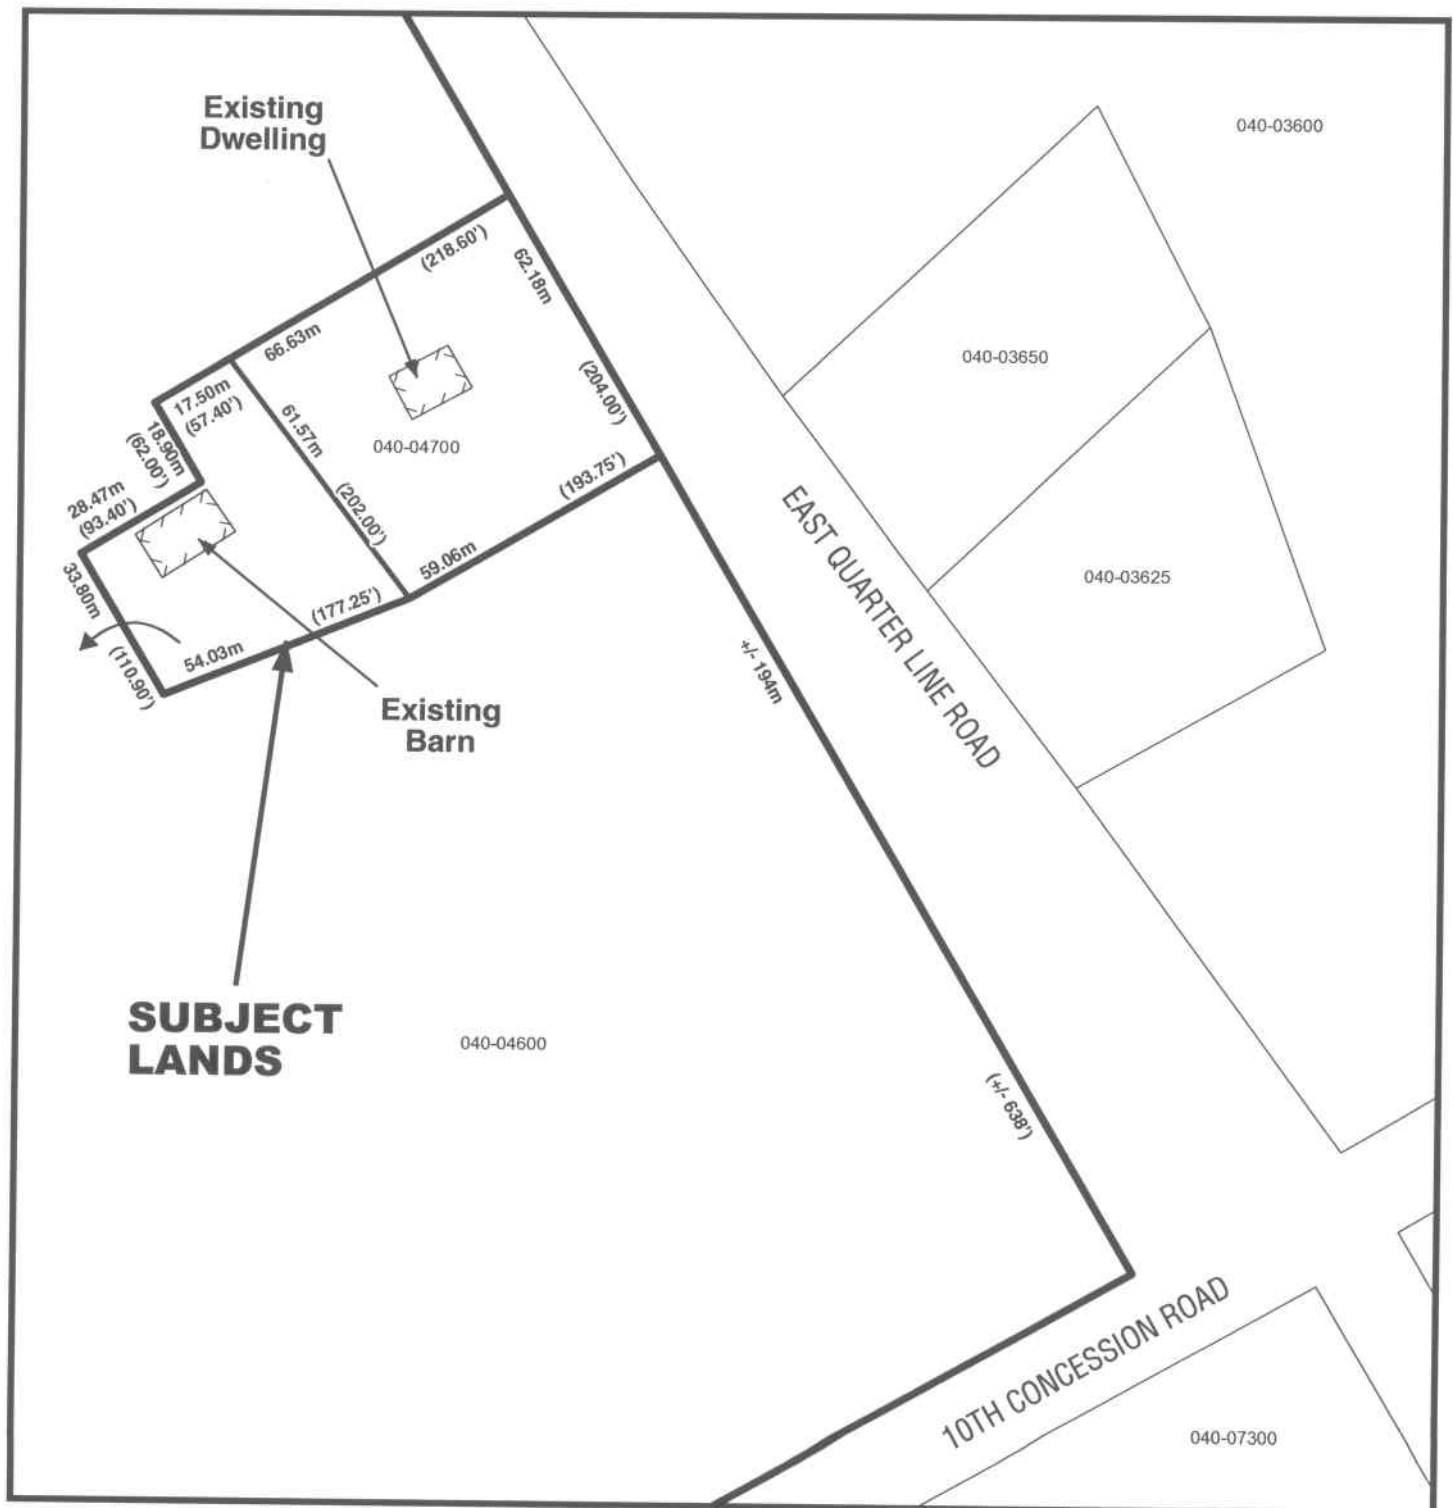 Existing
Dwelling
040-03600
(218.60')
62.18m
66.63m
040-03650
(204.00')
17.50m
(57.40')
61.57m
18.90m
(62.00')
040-04700
(193.75')
28.47m
(93.40')
(202.00')
EAST QUARTER LINE ROAD
59.06m
040-03625
33.80m
(177.25')
54.03m
(110.90')
+/- 194m
Existing
Barn
SUBJECT
LANDS
040-04600
(+/- 638')
10TH CONCESSION ROAD
040-07300